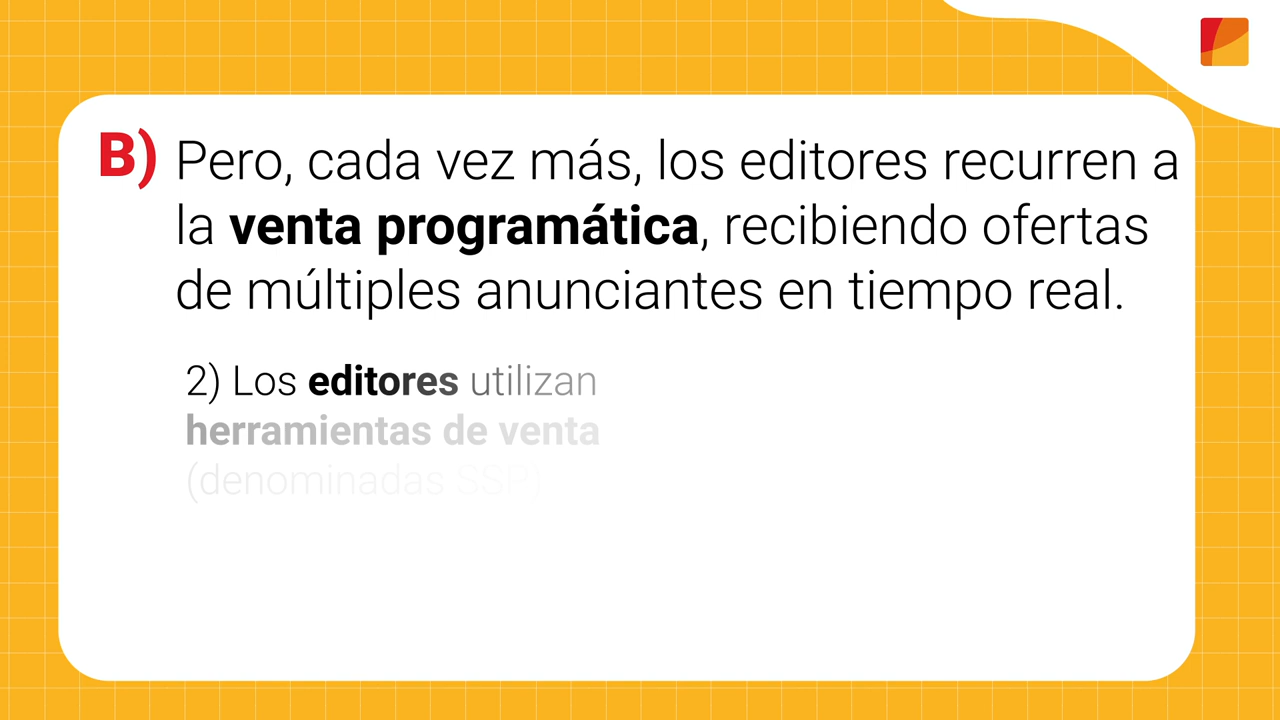 B) Pero, cada vez más, los editores recurren a
la venta programática, recibiendo ofertas
de múltiples anunciantes en tiempo real.
2) Los editores utilizan
herramientas de venta
(denominadas SSP)